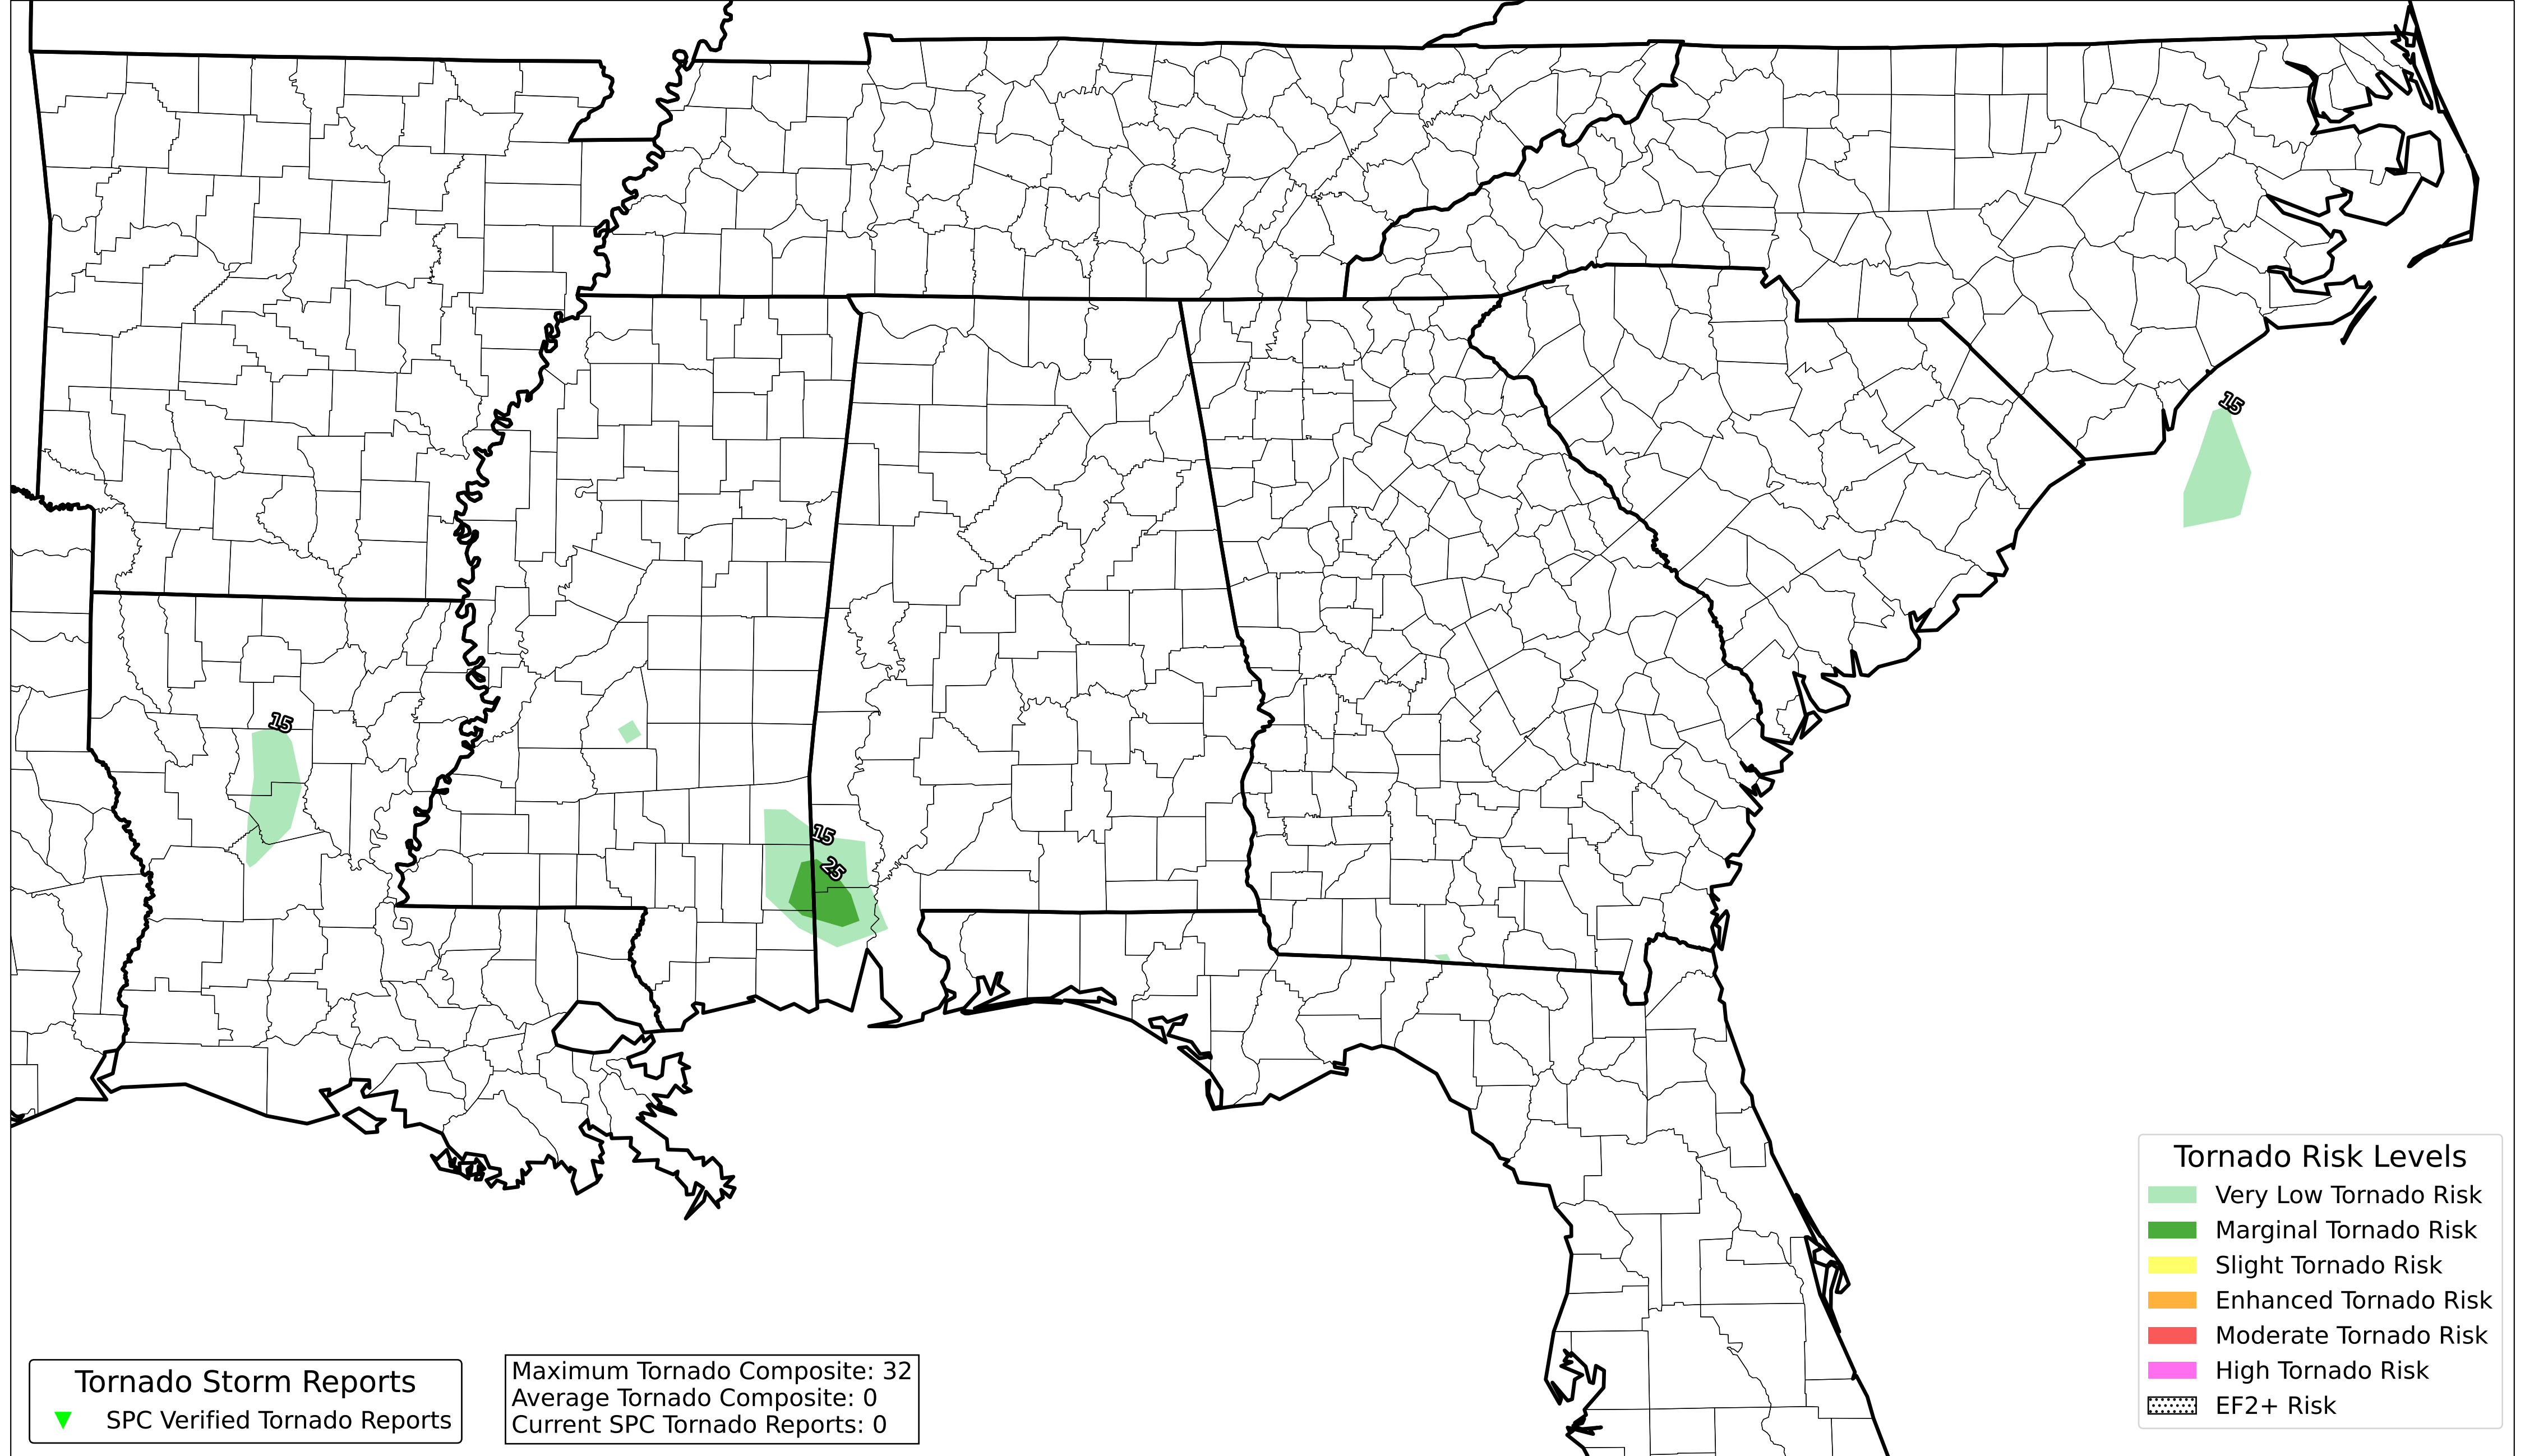 15
15
15
25
Tornado Risk Levels
Very Low Tornado Risk
Marginal Tornado Risk
Slight Tornado Risk
Enhanced Tornado Risk
Moderate Tornado Risk
High Tornado Risk
EF2+ Risk
Tornado Storm Reports
SPC Verified Tornado Reports
Maximum Tornado Composite: 32
Average Tornado Composite: 0
Current SPC Tornado Reports: 0